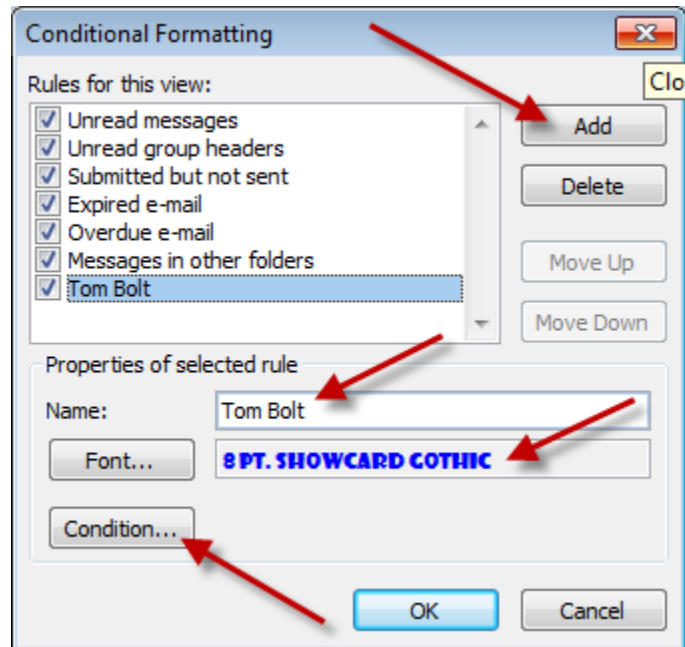 Conditional Formatting
Rules for this view:
Clo
Unread messages
Add
Unread group headers
Submitted but not sent
Delete
Expired e-mail
Overdue e-mail
Messages in other folders
Move Up
Tom Bolt
Move Down
Properties of selected rule
Name: Tom Bolt
Font... 8 PT. SHOWCARD GOTHIC
Condition...
OK Cancel